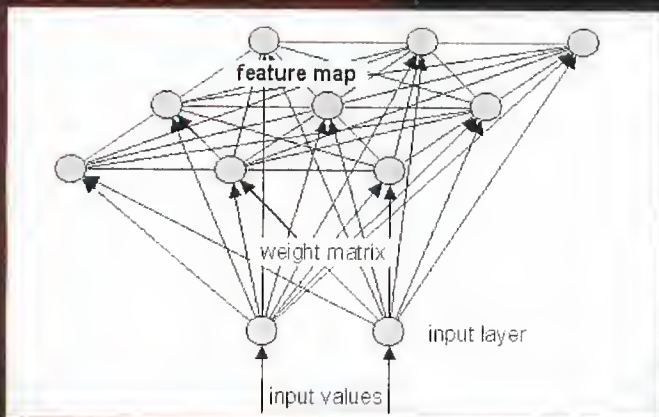 feature map
weight matrix
input layer
input values